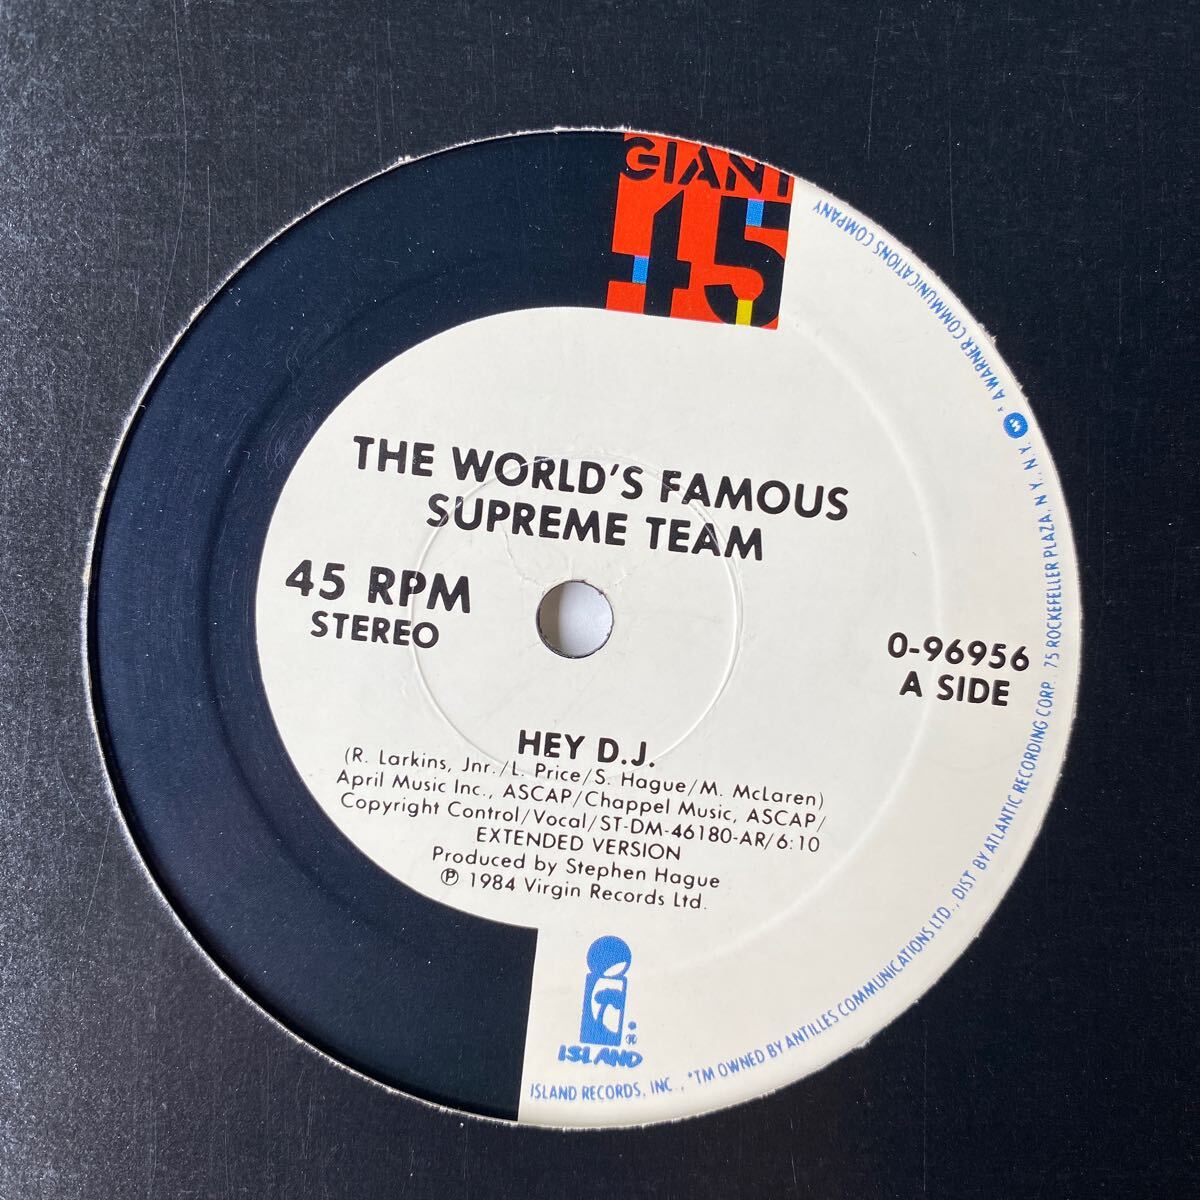 GIANT
45
THE WORLD'S FAMOUS
SUPREME TEAM
45 RPM
STEREO
0-96956
A SIDE
HEY D.J.
(R. Larkins, Jnr./L. Price/S. Hague/M. McLaren)
April Music Inc., ASCAP/Chappel Music, ASCAP/
Copyright Control/Vocal/ST-DM-46180-AR/6:10
EXTENDED VERSION
Produced by Stephen Hague
℗ 1984 Virgin Records Ltd.
ISLAND ®
ISLAND RECORDS, INC., *TM OWNED BY ANTILLES COMMUNICATIONS LTD., DIST BY ATLANTIC RECORDING CORP. 75 ROCKEFELLER PLAZA, N.Y., N.Y. * A WARNER COMMUNICATIONS COMPANY